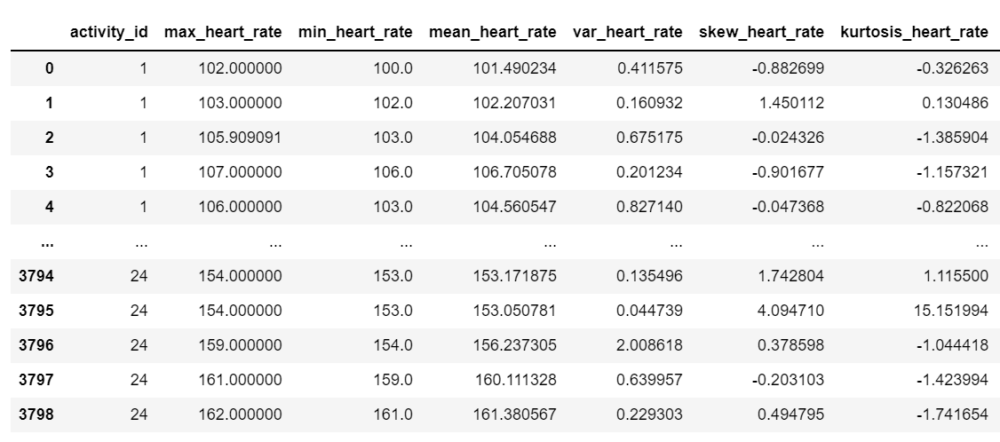 activity_id max_heart_rate min_heart_rate mean_heart_rate var_heart_rate skew_heart_rate kurtosis_heart_rate
0 1 102.000000 100.0 101.490234 0.411575 -0.882699 -0.326263
1 1 103.000000 102.0 102.207031 0.160932 1.450112 0.130486
2 1 105.909091 103.0 104.054688 0.675175 -0.024326 -1.385904
3 1 107.000000 106.0 106.705078 0.201234 -0.901677 -1.157321
4 1 106.000000 103.0 104.560547 0.827140 -0.047368 -0.822068
... ... ... ... ... ... ... ...
3794 24 154.000000 153.0 153.171875 0.135496 1.742804 1.115500
3795 24 154.000000 153.0 153.050781 0.044739 4.094710 15.151994
3796 24 159.000000 154.0 156.237305 2.008618 0.378598 -1.044418
3797 24 161.000000 159.0 160.111328 0.639957 -0.203103 -1.423994
3798 24 162.000000 161.0 161.380567 0.229303 0.494795 -1.741654